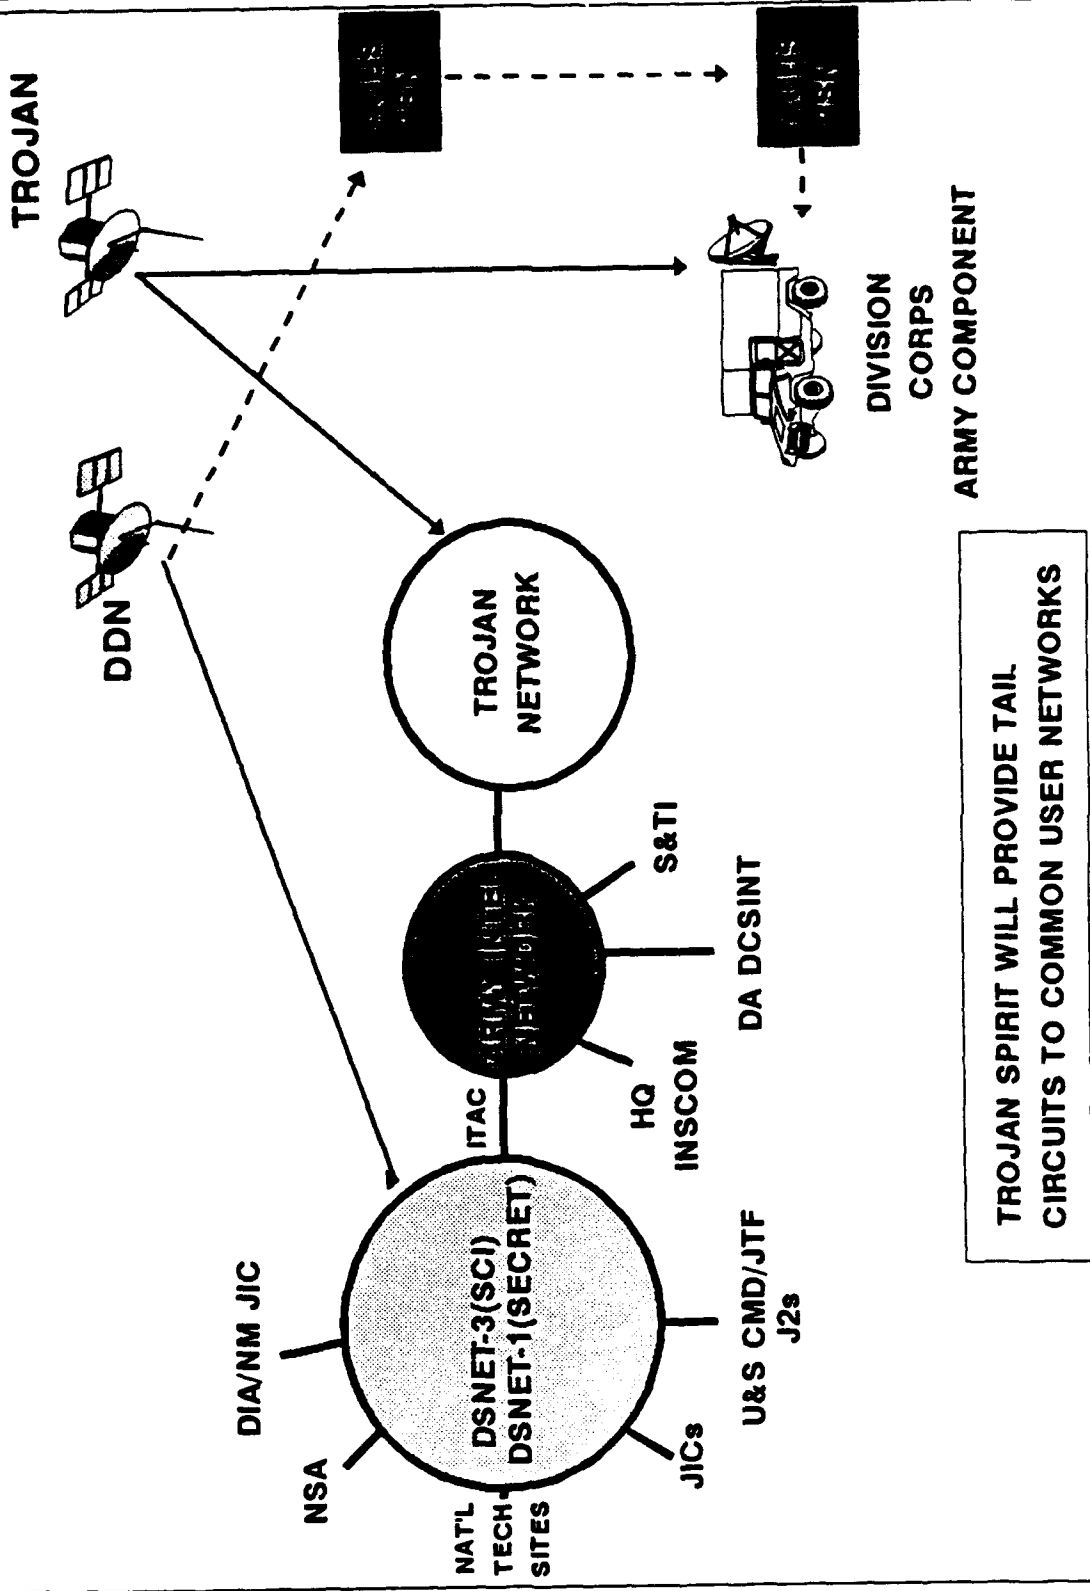 TROJAN
DDN
DIA/NM JIC
NSA
NAT'L
TECH
SITES
DSNET-3(SCI)
DSNET-1(SECRET)
ITAC
TROJAN
NETWORK
JICs
U&S CMD/JTF
J2s
HQ
INSCOM
DA DCSINT
S&TI
DIVISION
CORPS
ARMY COMPONENT
TROJAN SPIRIT WILL PROVIDE TAIL
CIRCUITS TO COMMON USER NETWORKS